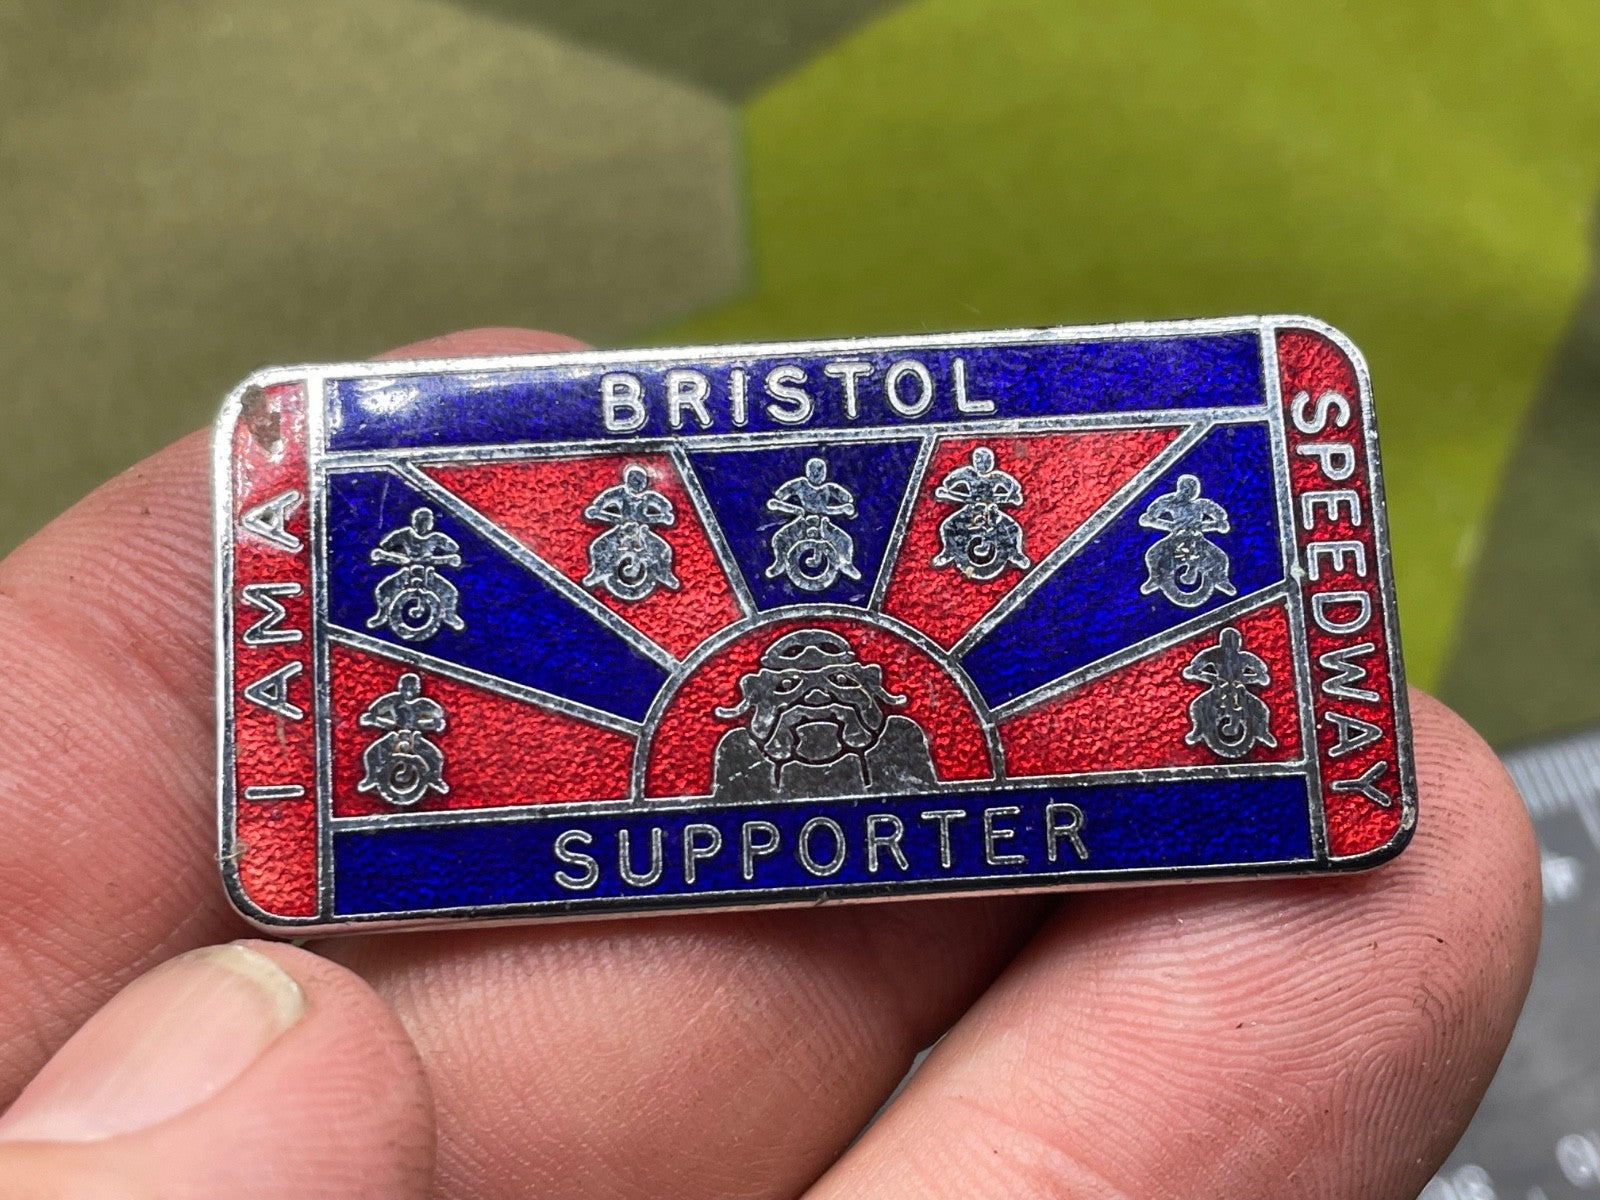 I AM A
BRISTOL
SPEEDWAY
SUPPORTER